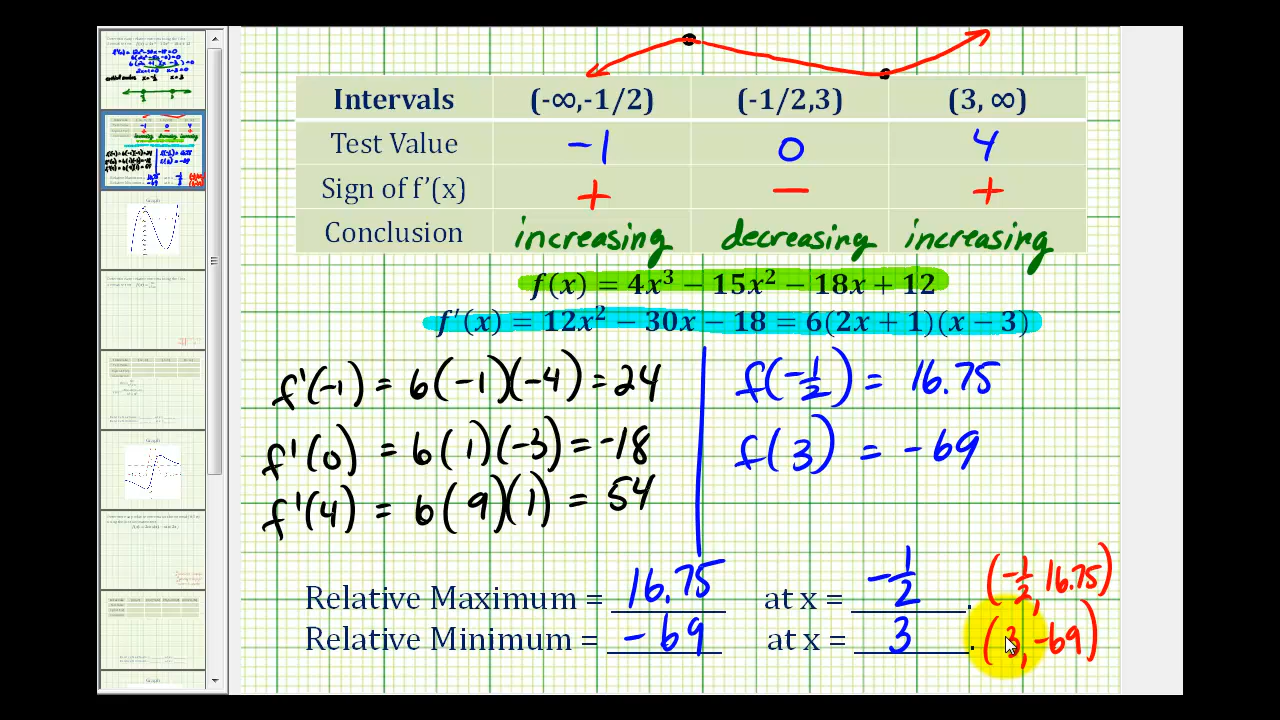 Intervals (-∞,-1/2) (-1/2,3) (3, ∞)
Test Value -1 0 4
Sign of f’(x) + − +
Conclusion increasing decreasing increasing
f(x) = 4x³ − 15x² − 18x + 12
f′(x) = 12x² − 30x − 18 = 6(2x + 1)(x − 3)
f'(-1) = 6(-1)(-4) = 24
f'(0) = 6(1)(-3) = -18
f'(4) = 6(9)(1) = 54
f(-1/2) = 16.75
f(3) = -69
Relative Maximum = 16.75 at x = -1/2. (-1/2, 16.75)
Relative Minimum = -69 at x = 3. (3, -69)